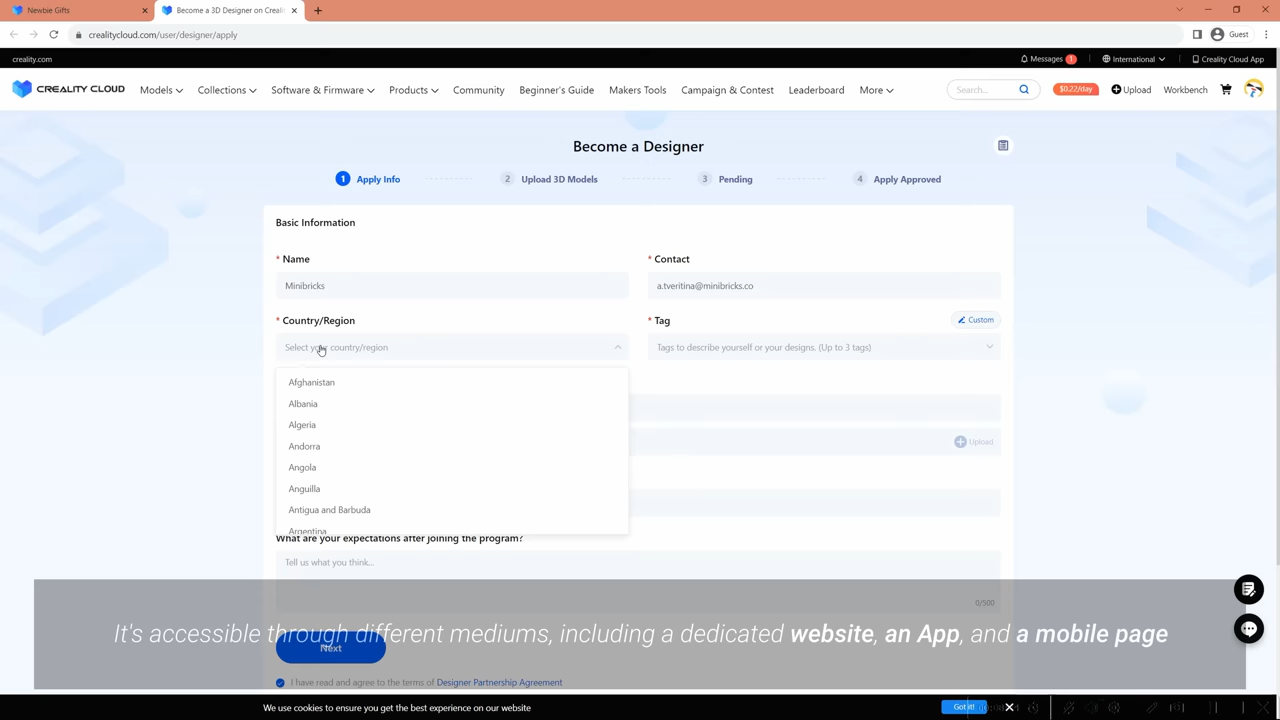 Newbie Gifts
Become a 3D Designer on Creali
crealitycloud.com/user/designer/apply
Guest
creality.com
Messages 1
International
Creality Cloud App
CREALITY CLOUD
Models
Collections
Software & Firmware
Products
Community
Beginner's Guide
Makers Tools
Campaign & Contest
Leaderboard
More
Search...
$0.22/day
Upload
Workbench
Become a Designer
1 Apply Info
2 Upload 3D Models
3 Pending
4 Apply Approved
Basic Information
* Name
* Contact
Minibricks
a.tveritina@minibricks.co
* Country/Region
* Tag
Custom
Select your country/region
Tags to describe yourself or your designs. (Up to 3 tags)
Afghanistan
Albania
Algeria
Andorra
Upload
Angola
Anguilla
Antigua and Barbuda
Argentina
What are your expectations after joining the program?
Tell us what you think...
0/500
It's accessible through different mediums, including a dedicated website, an App, and a mobile page
Next
I have read and agree to the terms of Designer Partnership Agreement
We use cookies to ensure you get the best experience on our website
Got it!